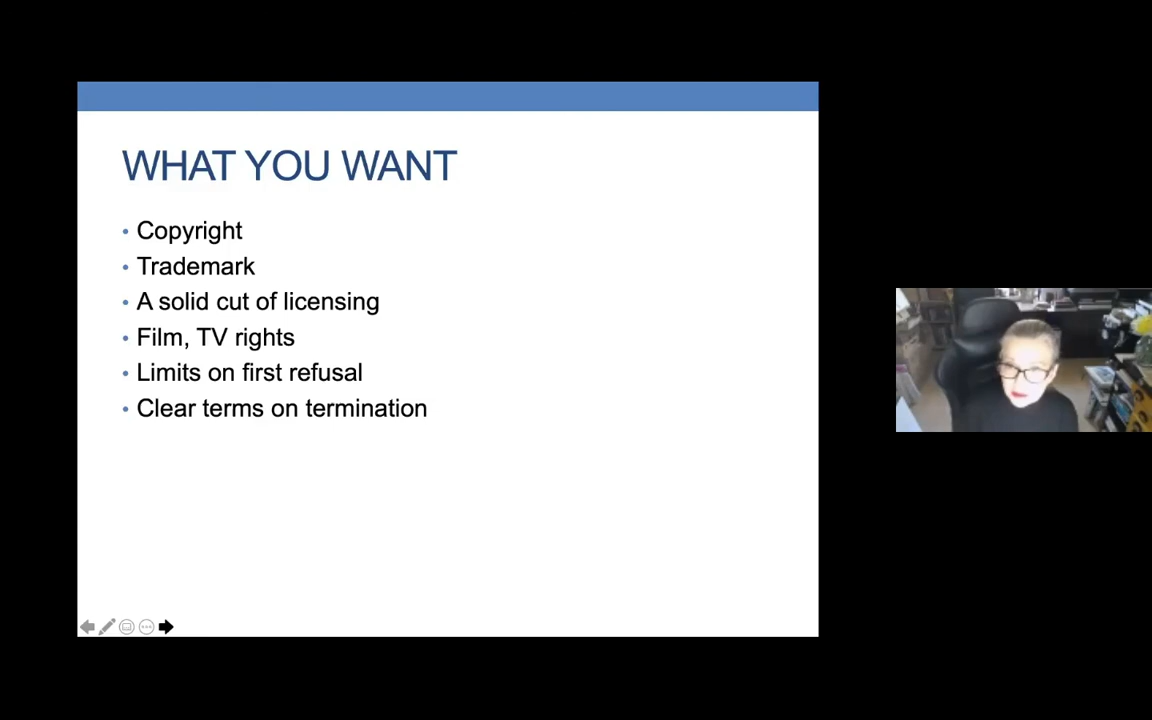 WHAT YOU WANT
• Copyright
• Trademark
• A solid cut of licensing
• Film, TV rights
• Limits on first refusal
• Clear terms on termination